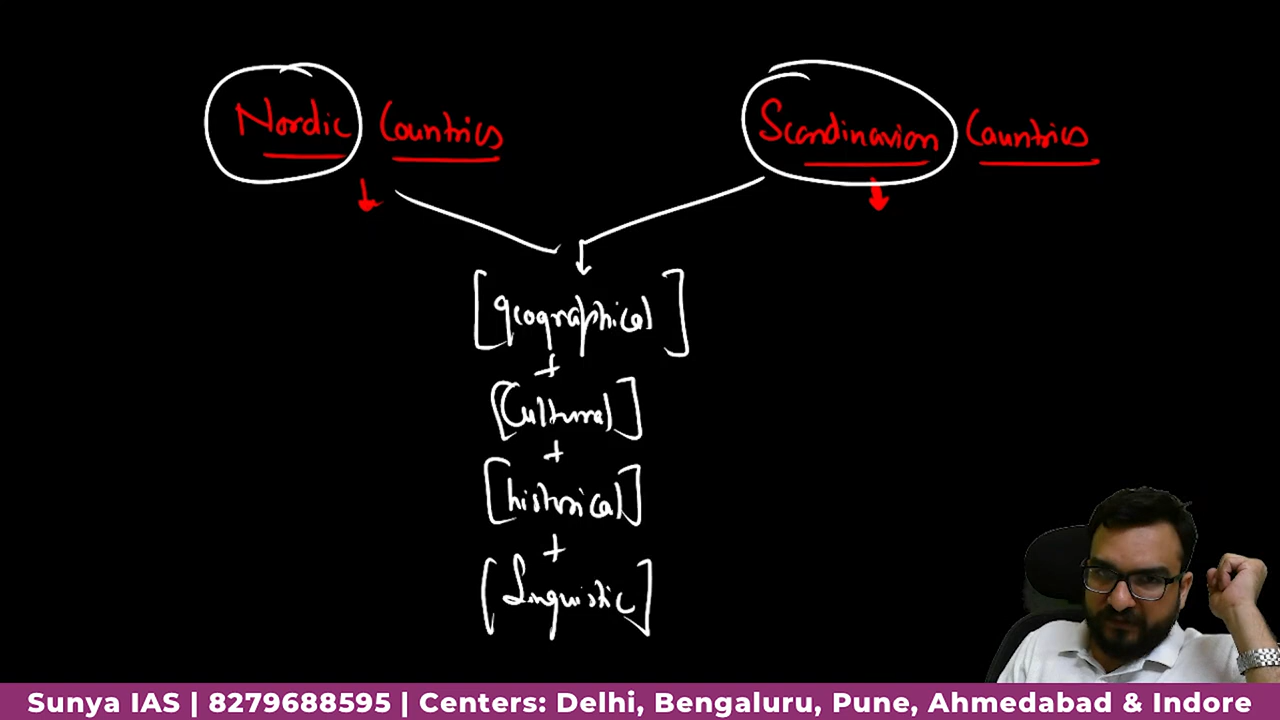 Nordic Countries
Scandinavian Countries
[geographical]
+
[Cultural]
+
[historical]
+
[Linguistic]
Sunya IAS | 8279688595 | Centers: Delhi, Bengaluru, Pune, Ahmedabad & Indore